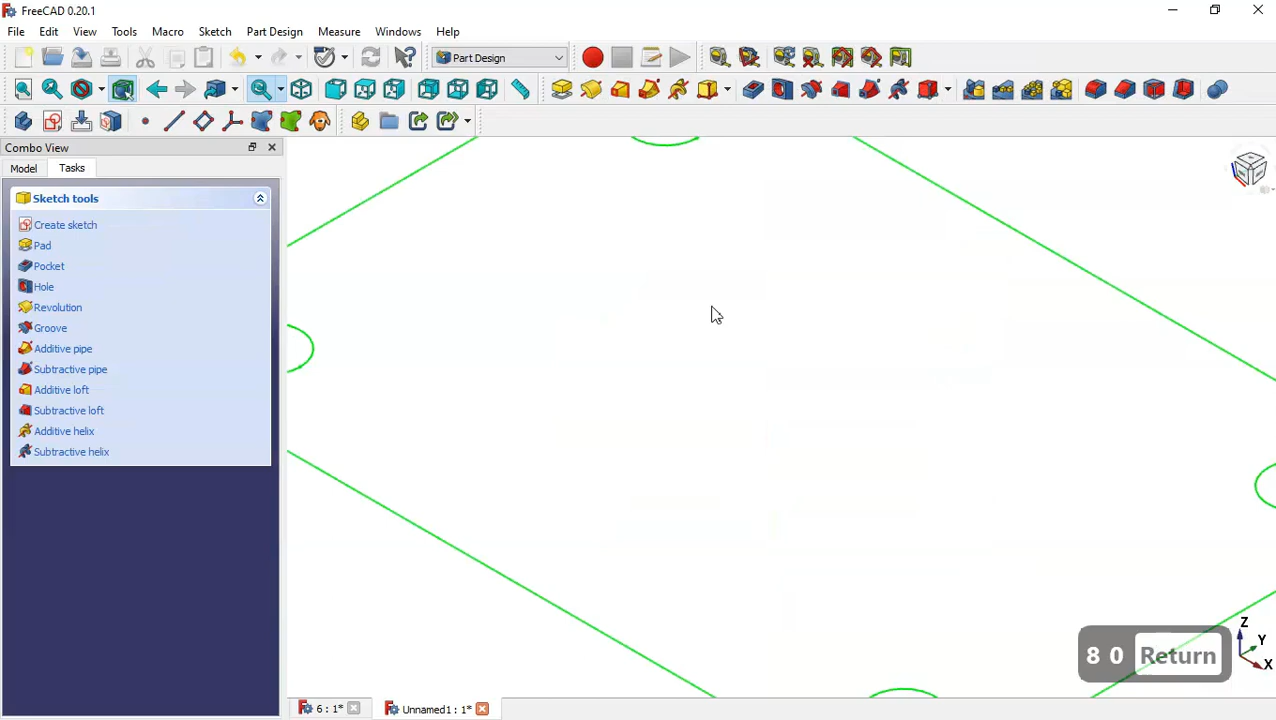 FreeCAD 0.20.1
File Edit View Tools Macro Sketch Part Design Measure Windows Help
Part Design
Combo View
Model Tasks
Sketch tools
Create sketch
Pad
Pocket
Hole
Revolution
Groove
Additive pipe
Subtractive pipe
Additive loft
Subtractive loft
Additive helix
Subtractive helix
8 0 Return
Z
Y
X
6 : 1* Unnamed1 : 1*